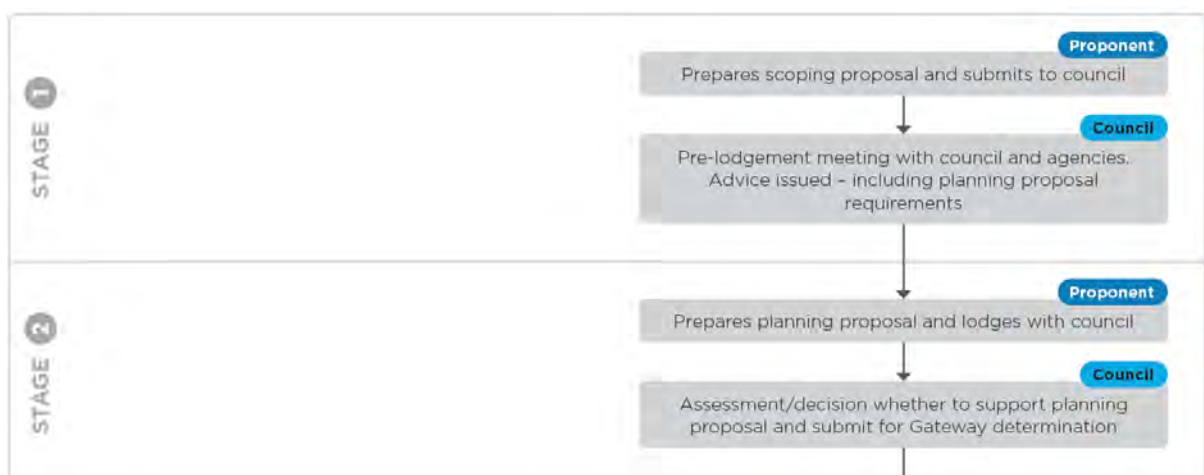 STAGE 1
Proponent
Prepares scoping proposal and submits to council
Council
Pre-lodgement meeting with council and agencies.
Advice issued – including planning proposal
requirements
STAGE 2
Proponent
Prepares planning proposal and lodges with council
Council
Assessment/decision whether to support planning
proposal and submit for Gateway determination